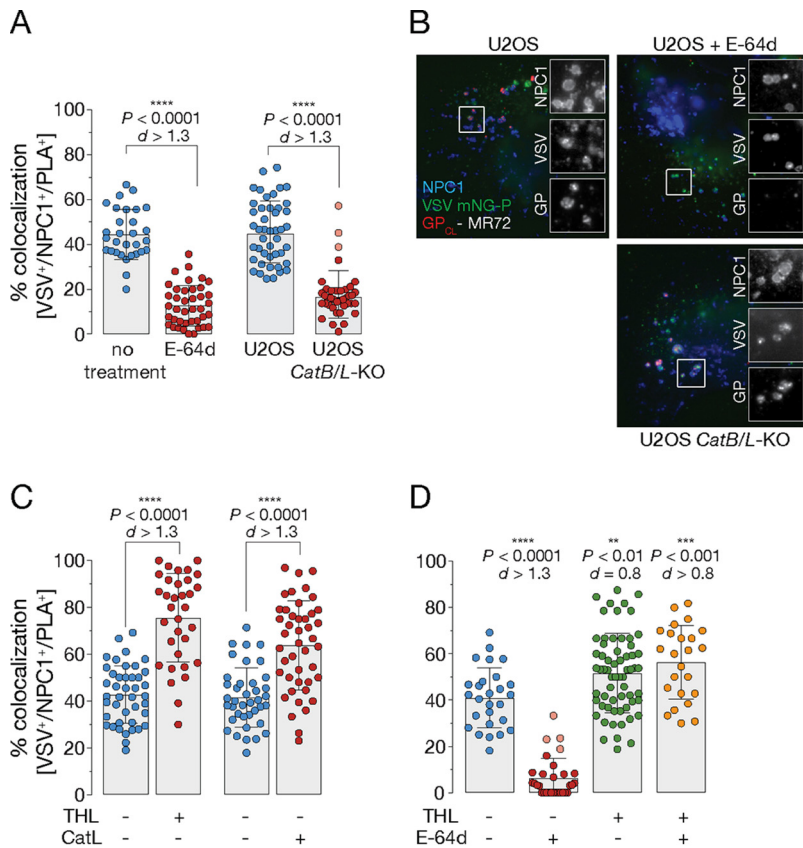 A
% colocalization
[VSV⁺/NPC1⁺/PLA⁺]
100
80
60
40
20
0
****
P < 0.0001
d > 1.3
****
P < 0.0001
d > 1.3
no
treatment
E-64d
U2OS
U2OS
CatB/L-KO
B
U2OS
U2OS + E-64d
NPC1
VSV
GP
NPC1
VSV mNG-P
GP_CL - MR72
NPC1
VSV
GP
NPC1
VSV
GP
U2OS CatB/L-KO
C
% colocalization
[VSV⁺/NPC1⁺/PLA⁺]
100
80
60
40
20
0
****
P < 0.0001
d > 1.3
****
P < 0.0001
d > 1.3
THL - + - -
CatL - - - +
D
100
80
60
40
20
0
****
P < 0.0001
d > 1.3
**
P < 0.01
d = 0.8
***
P < 0.001
d > 0.8
THL - - + +
E-64d - + - +